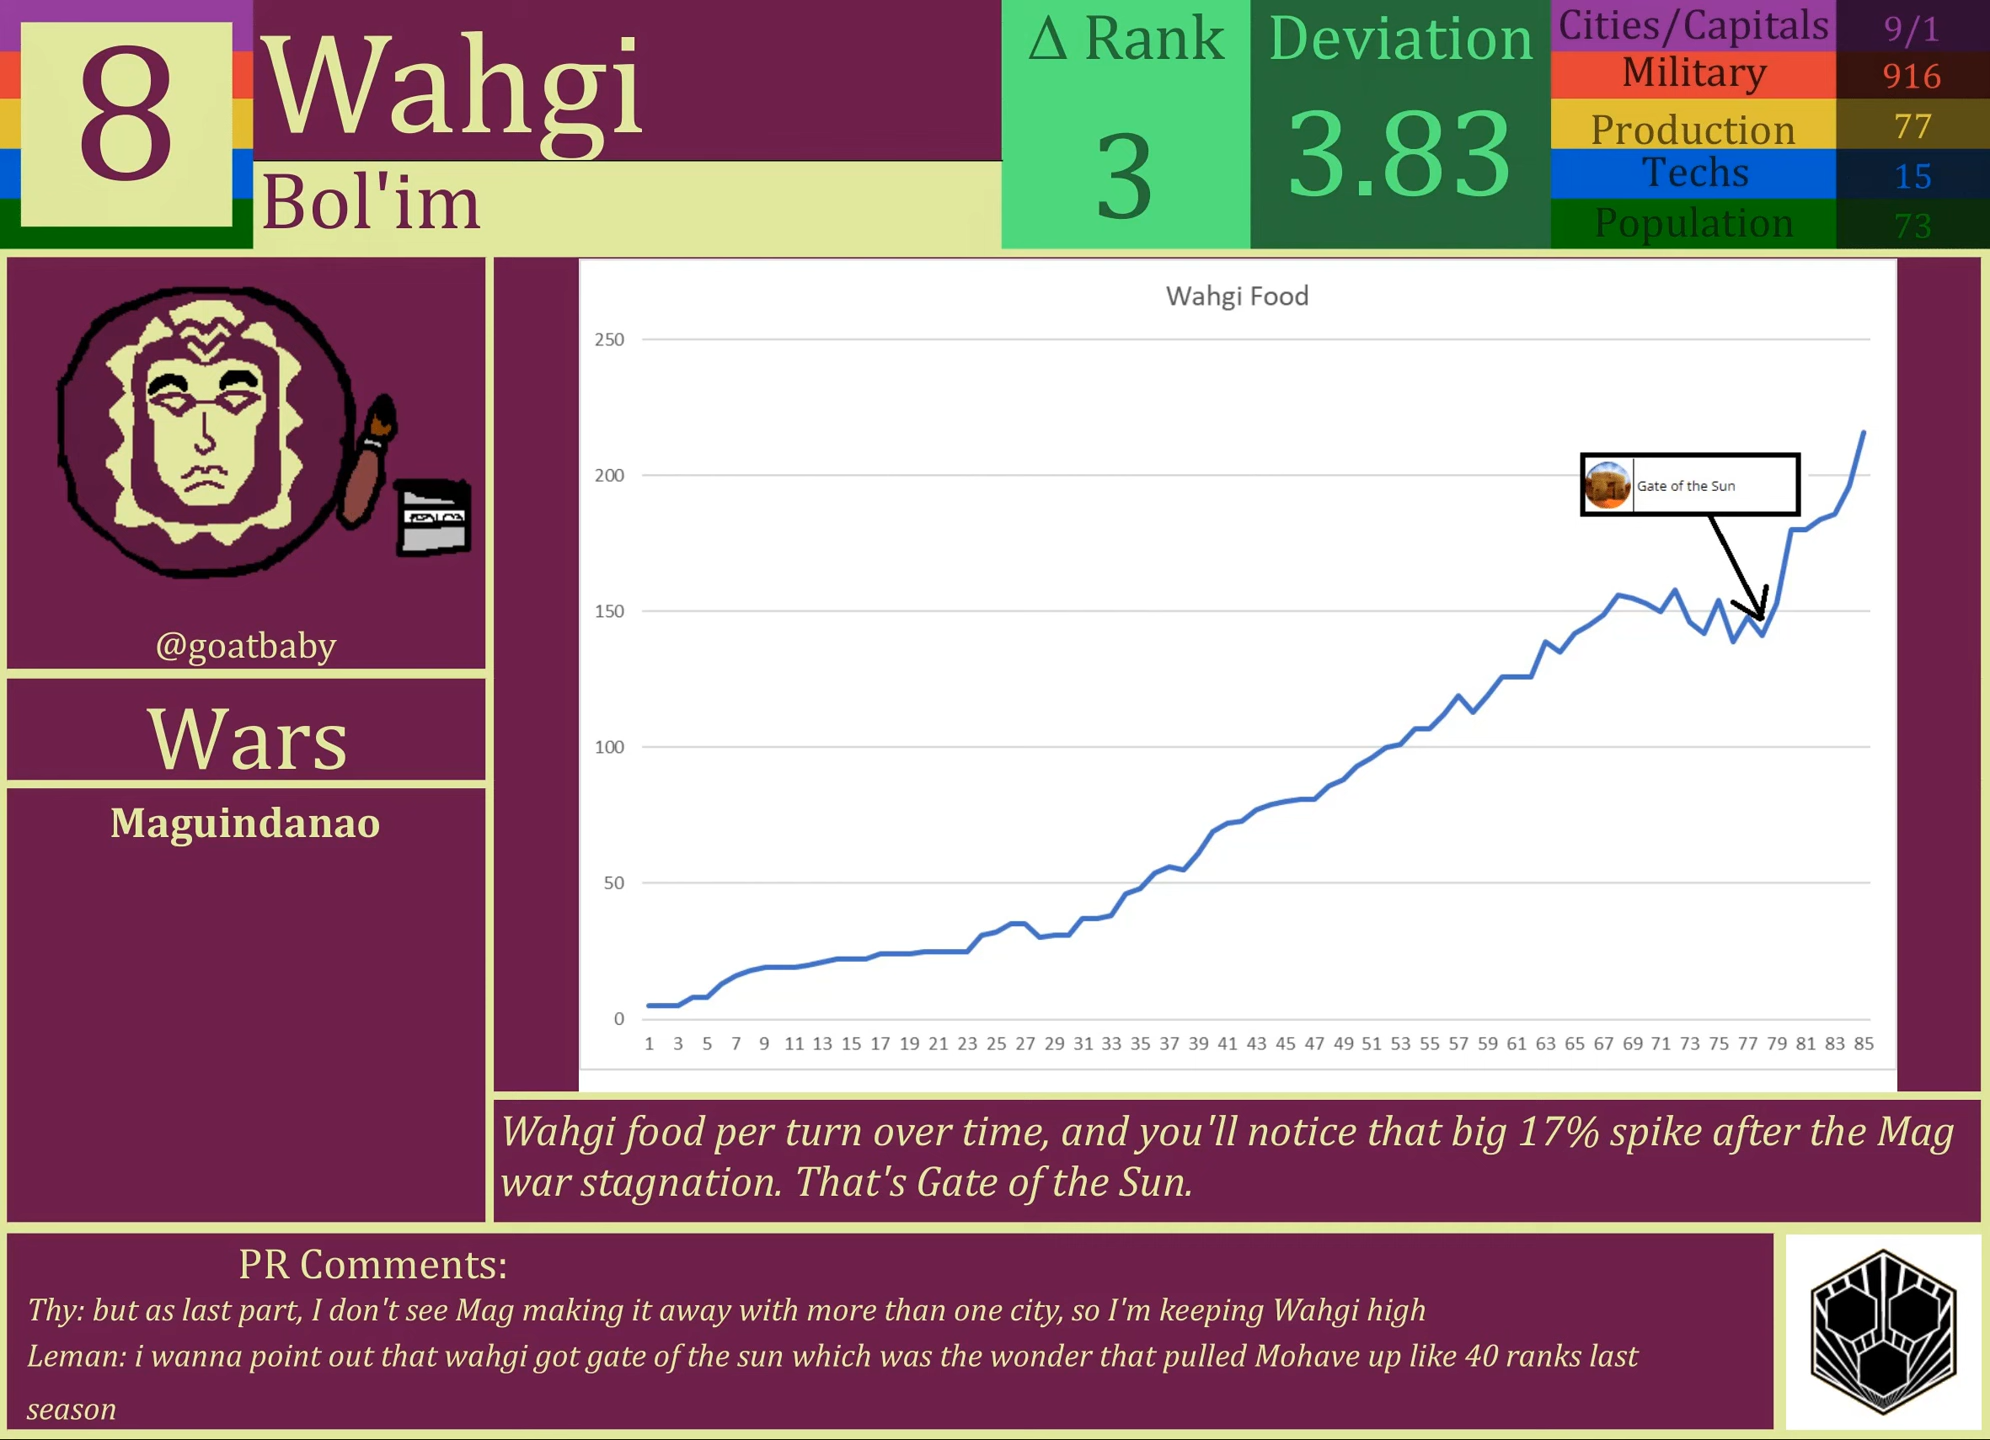 8
Wahgi
Bol'im
Δ Rank
3
Deviation
3.83
Cities/Capitals 9/1
Military 916
Production 77
Techs 15
Population 73
@goatbaby
Wars
Maguindanao
Wahgi Food
250
200
150
100
50
0
Gate of the Sun
1 3 5 7 9 11 13 15 17 19 21 23 25 27 29 31 33 35 37 39 41 43 45 47 49 51 53 55 57 59 61 63 65 67 69 71 73 75 77 79 81 83 85
Wahgi food per turn over time, and you'll notice that big 17% spike after the Mag
war stagnation. That's Gate of the Sun.
PR Comments:
Thy: but as last part, I don't see Mag making it away with more than one city, so I'm keeping Wahgi high
Leman: i wanna point out that wahgi got gate of the sun which was the wonder that pulled Mohave up like 40 ranks last
season